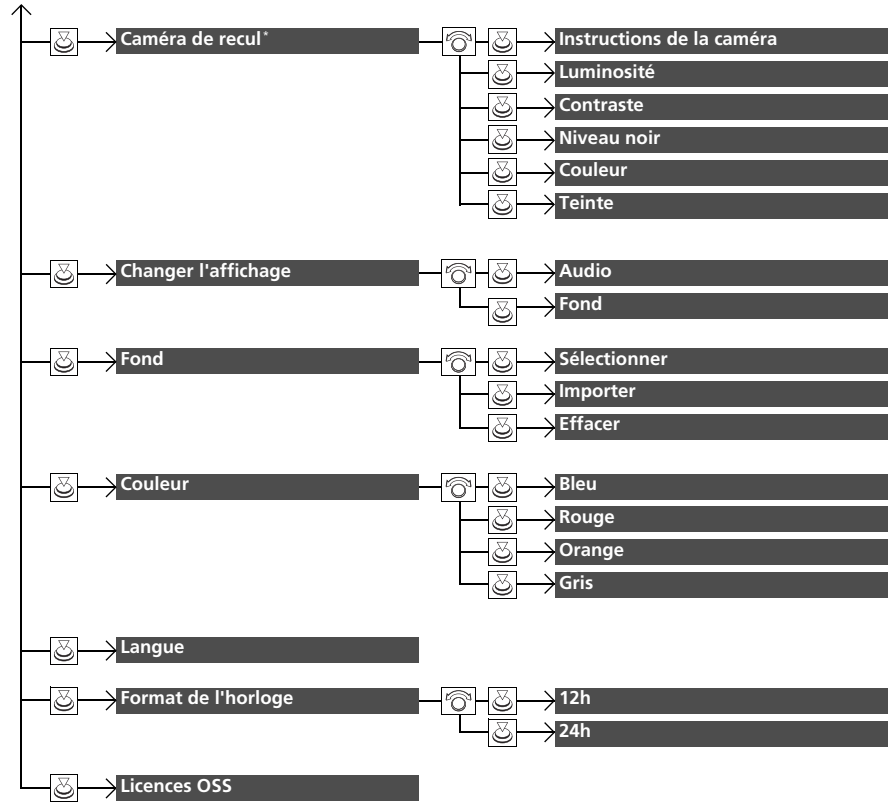 Caméra de recul*
Instructions de la caméra
Luminosité
Contraste
Niveau noir
Couleur
Teinte
Changer l'affichage
Audio
Fond
Fond
Sélectionner
Importer
Effacer
Couleur
Bleu
Rouge
Orange
Gris
Langue
Format de l'horloge
12h
24h
Licences OSS